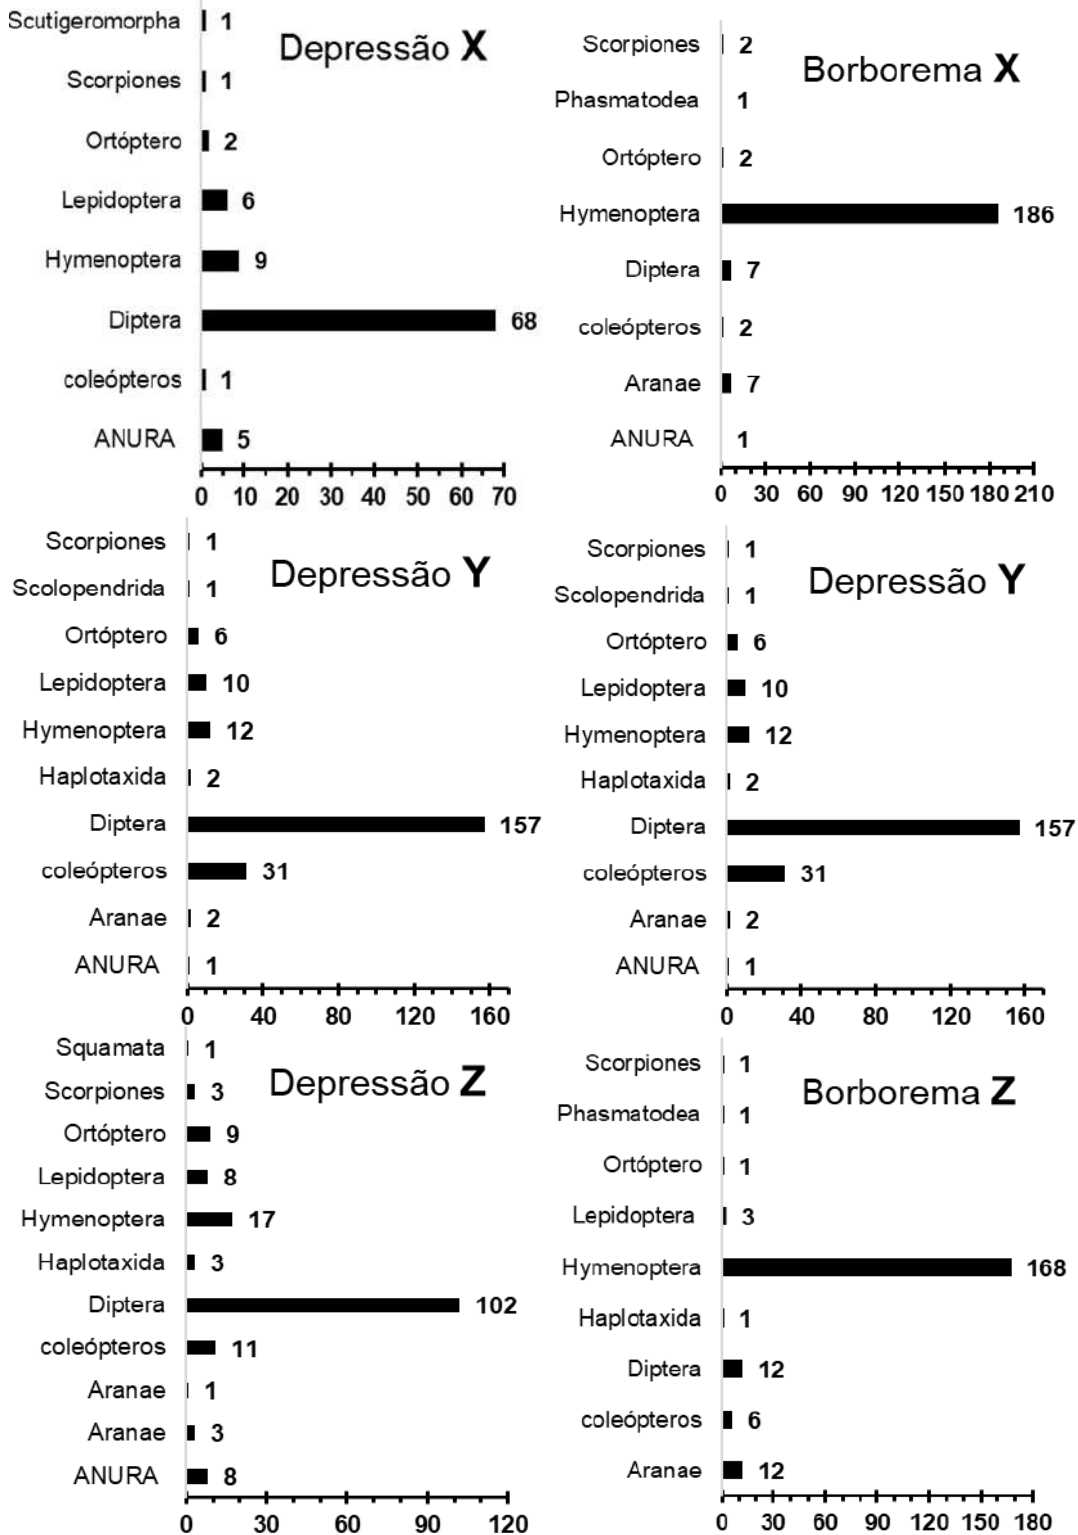 Depressão X
Scutigeromorpha 1
Scorpiones 1
Ortóptero 2
Lepidoptera 6
Hymenoptera 9
Diptera 68
coleópteros 1
ANURA 5
0 10 20 30 40 50 60 70
Borborema X
Scorpiones 2
Phasmatodea 1
Ortóptero 2
Hymenoptera 186
Diptera 7
coleópteros 2
Aranae 7
ANURA 1
0 30 60 90 120 150 180 210
Depressão Y
Scorpiones 1
Scolopendrida 1
Ortóptero 6
Lepidoptera 10
Hymenoptera 12
Haplotaxida 2
Diptera 157
coleópteros 31
Aranae 2
ANURA 1
0 40 80 120 160
Depressão Y
Scorpiones 1
Scolopendrida 1
Ortóptero 6
Lepidoptera 10
Hymenoptera 12
Haplotaxida 2
Diptera 157
coleópteros 31
Aranae 2
ANURA 1
0 40 80 120 160
Depressão Z
Squamata 1
Scorpiones 3
Ortóptero 9
Lepidoptera 8
Hymenoptera 17
Haplotaxida 3
Diptera 102
coleópteros 11
Aranae 1
Aranae 3
ANURA 8
0 30 60 90 120
Borborema Z
Scorpiones 1
Phasmatodea 1
Ortóptero 1
Lepidoptera 3
Hymenoptera 168
Haplotaxida 1
Diptera 12
coleópteros 6
Aranae 12
0 30 60 90 120 150 180